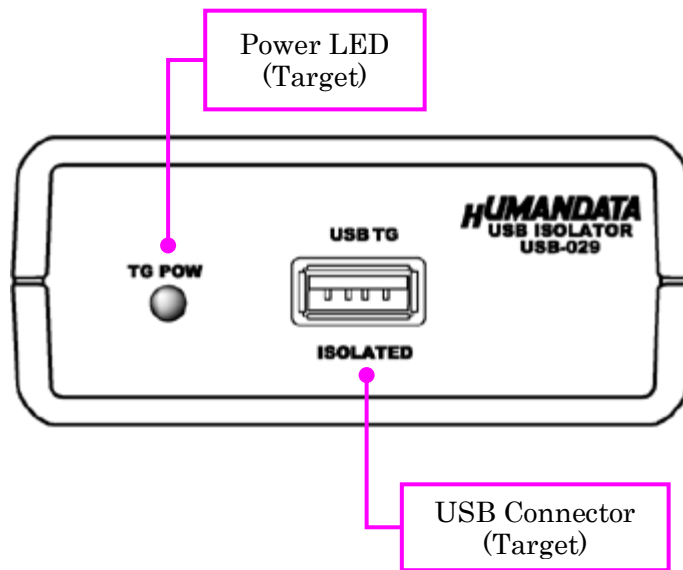 Power LED
(Target)
HUMANDATA
USB ISOLATOR
USB-029
USB TG
TG POW
ISOLATED
USB Connector
(Target)